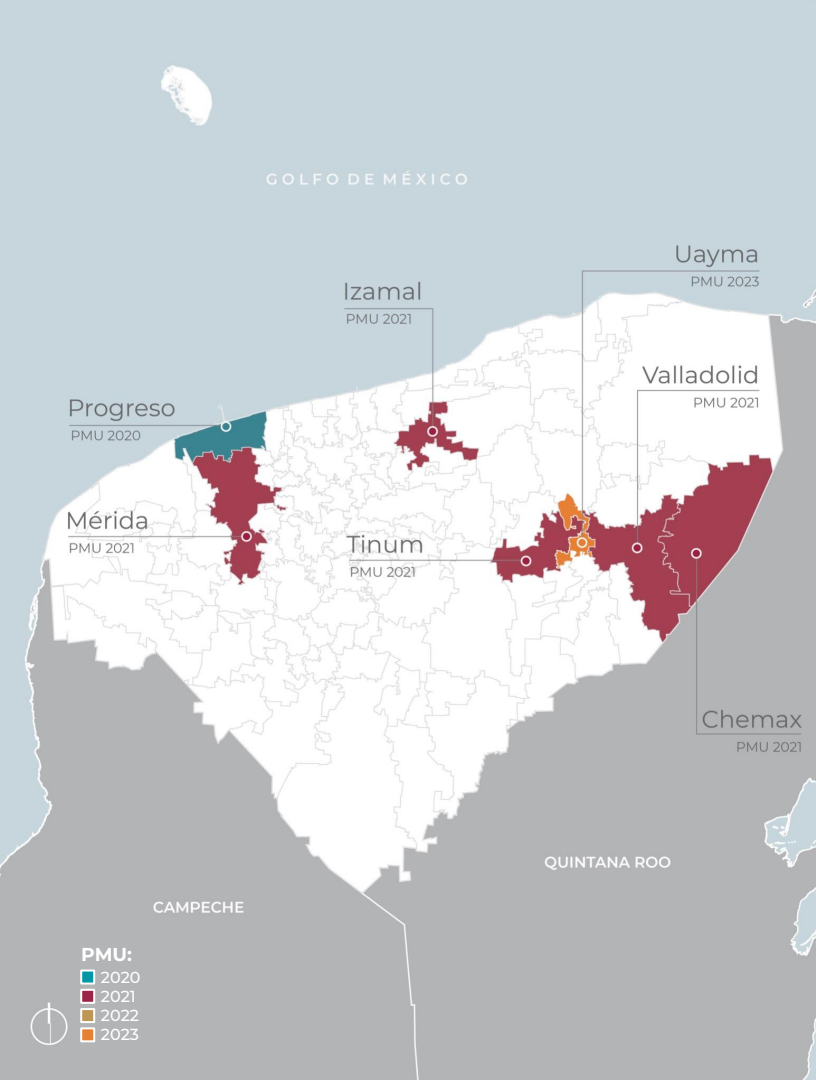 GOLFO DE MÉXICO
Uayma
PMU 2023
Izamal
PMU 2021
Valladolid
PMU 2021
Progreso
PMU 2020
Mérida
PMU 2021
Tinum
PMU 2021
Chemax
PMU 2021
QUINTANA ROO
CAMPECHE
PMU:
2020
2021
2022
2023